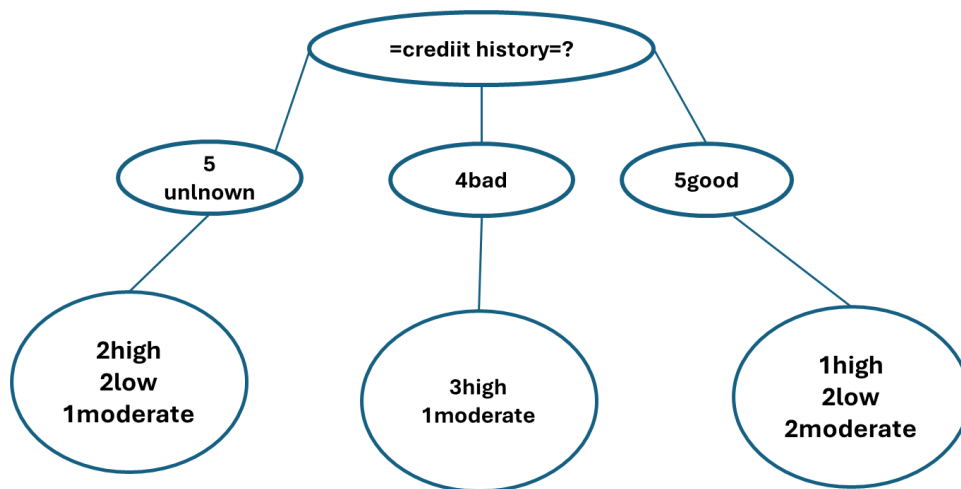 =crediit history=?
5
unlnown
4bad
5good
2high
2low
1moderate
3high
1moderate
1high
2low
2moderate